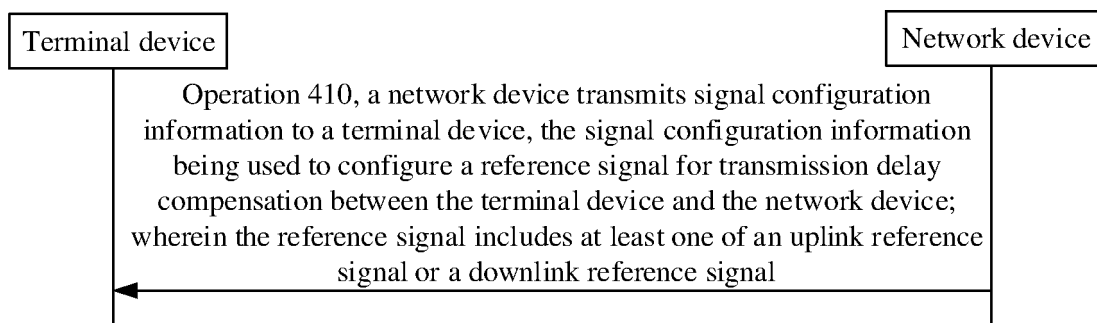 Terminal device
Network device
Operation 410, a network device transmits signal configuration
information to a terminal device, the signal configuration information
being used to configure a reference signal for transmission delay
compensation between the terminal device and the network device;
wherein the reference signal includes at least one of an uplink reference
signal or a downlink reference signal